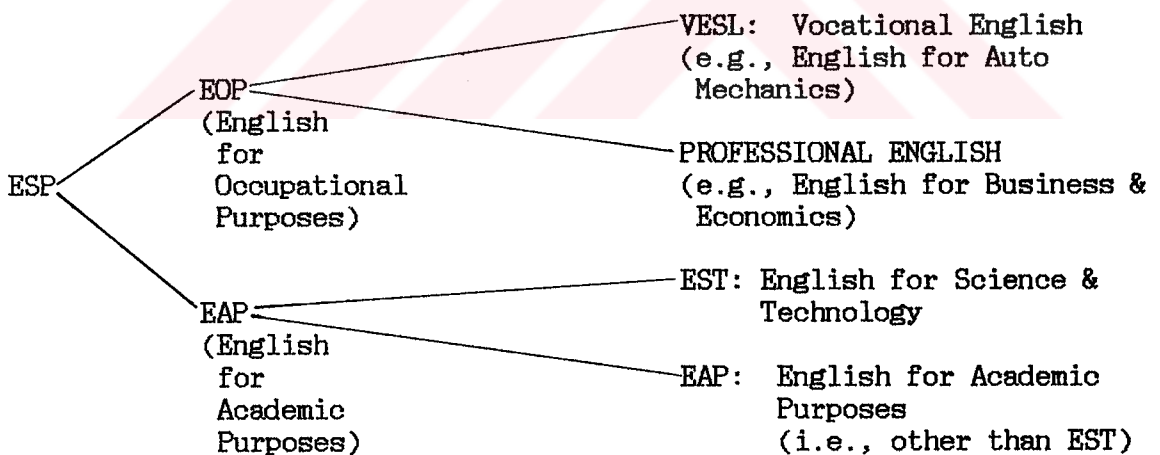 VESL: Vocational English
(e.g., English for Auto
Mechanics)
EOP
(English
for
Occupational
Purposes)
PROFESSIONAL ENGLISH
(e.g., English for Business &
Economics)
ESP
EST: English for Science &
Technology
EAP
(English
for
Academic
Purposes)
EAP: English for Academic
Purposes
(i.e., other than EST)